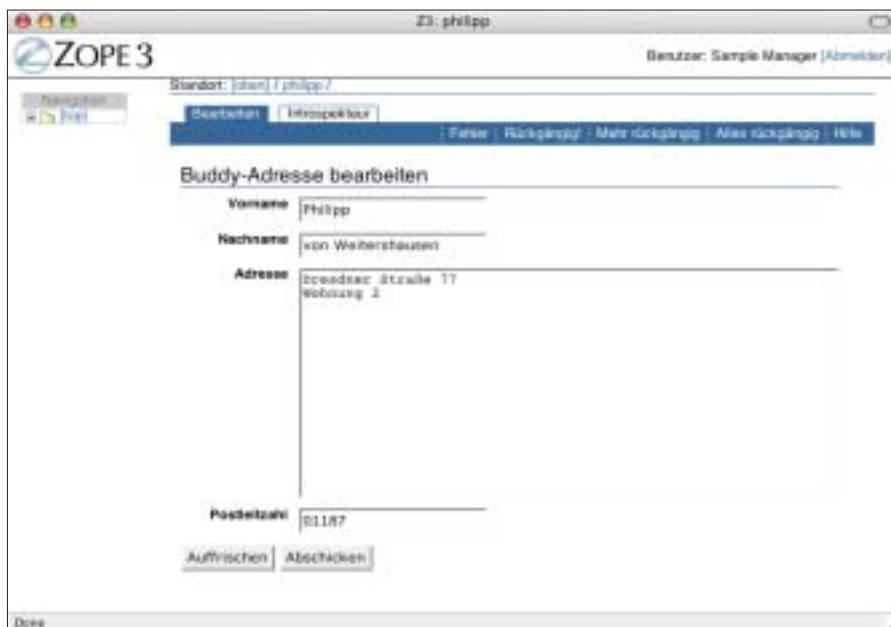 Z3: philipp
ZOPE 3
Benutzer: Sample Manager [Abmelden]
Standort: [oben] / philipp /
Navigation
Bearbeiten Introspekteur
Fehler Rückgängig! Mehr rückgängig Alles rückgängig Hilfe
Buddy-Adresse bearbeiten
Vorname Philipp
Nachname von Weitershausen
Adresse Dresdner Straße 77
Wohnung 2
Postleitzahl 01187
Auffrischen Abschicken
Done